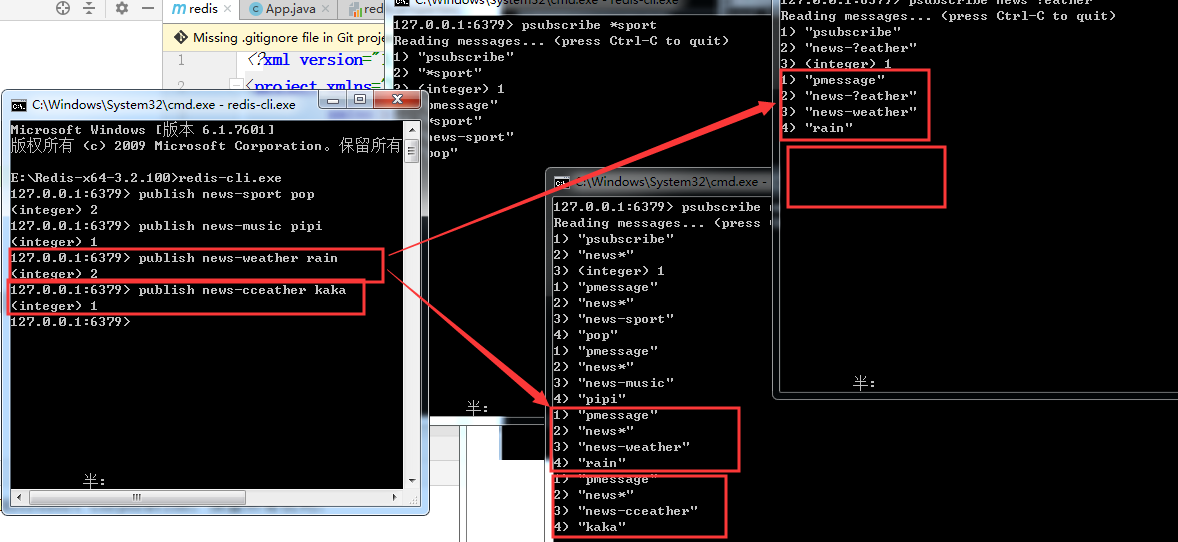 redis
App.java
red
Missing .gitignore file in Git proje
1
<?xml version="1
2
<project xmlns="
C:\Windows\System32\cmd.exe - redis-cli.exe
Microsoft Windows [版本 6.1.7601]
版权所有 (c) 2009 Microsoft Corporation。保留所有
E:\Redis-x64-3.2.100>redis-cli.exe
127.0.0.1:6379> publish news-sport pop
(integer) 2
127.0.0.1:6379> publish news-music pipi
(integer) 1
127.0.0.1:6379> publish news-weather rain
(integer) 2
127.0.0.1:6379> publish news-cceather kaka
(integer) 1
127.0.0.1:6379>
半:
C:\Windows\System32\cmd.exe - redis-cli.exe
127.0.0.1:6379> psubscribe *sport
Reading messages... (press Ctrl-C to quit)
1) "psubscribe"
2) "*sport"
3) (integer) 1
pmessage"
*sport"
news-sport"
pop"
半:
C:\Windows\System32\cmd.exe -
127.0.0.1:6379> psubscribe n
Reading messages... (press
1) "psubscribe"
2) "news*"
3) (integer) 1
1) "pmessage"
2) "news*"
3) "news-sport"
4) "pop"
1) "pmessage"
2) "news*"
3) "news-music"
4) "pipi"
1) "pmessage"
2) "news*"
3) "news-weather"
4) "rain"
1) "pmessage"
2) "news*"
3) "news-cceather"
4) "kaka"
127.0.0.1:6379> psubscribe news-?eather
Reading messages... (press Ctrl-C to quit)
1) "psubscribe"
2) "news-?eather"
3) (integer) 1
1) "pmessage"
2) "news-?eather"
3) "news-weather"
4) "rain"
半: